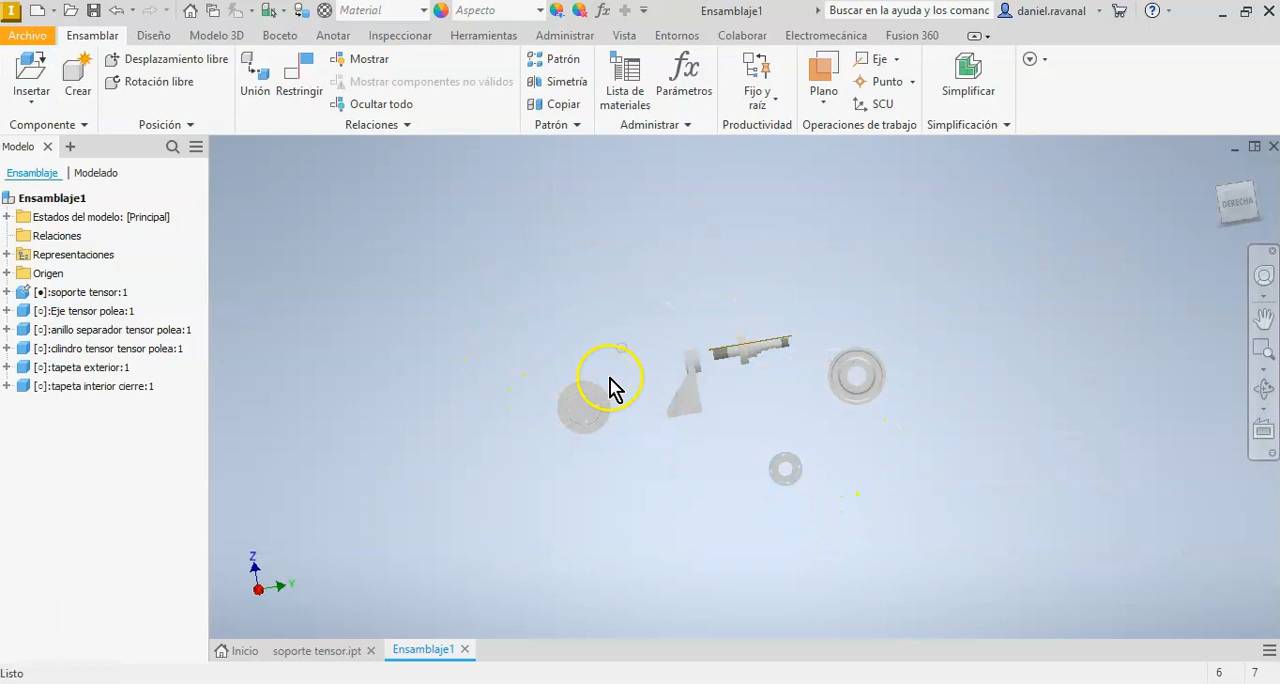 Material
Aspecto
fx
Ensamblaje1
Buscar en la ayuda y los comanc
daniel.ravanal
Archivo Ensamblar Diseño Modelo 3D Boceto Anotar Inspeccionar Herramientas Administrar Vista Entornos Colaborar Electromecánica Fusion 360
Insertar
Crear
Desplazamiento libre
Rotación libre
Unión
Restringir
Mostrar
Mostrar componentes no válidos
Ocultar todo
Patrón
Simetría
Copiar
Lista de
materiales
fx
Parámetros
Fijo y
raíz
Plano
Eje
Punto
SCU
Simplificar
Componente
Posición
Relaciones
Patrón
Administrar
Productividad
Operaciones de trabajo
Simplificación
Modelo
Ensamblaje
Modelado
Ensamblaje1
Estados del modelo: [Principal]
Relaciones
Representaciones
Origen
[●]:soporte tensor:1
[○]:Eje tensor polea:1
[○]:anillo separador tensor polea:1
[○]:cilindro tensor tensor polea:1
[○]:tapeta exterior:1
[○]:tapeta interior cierre:1
DERECHA
Z
Y
Inicio
soporte tensor.ipt
Ensamblaje1
Listo
6
7